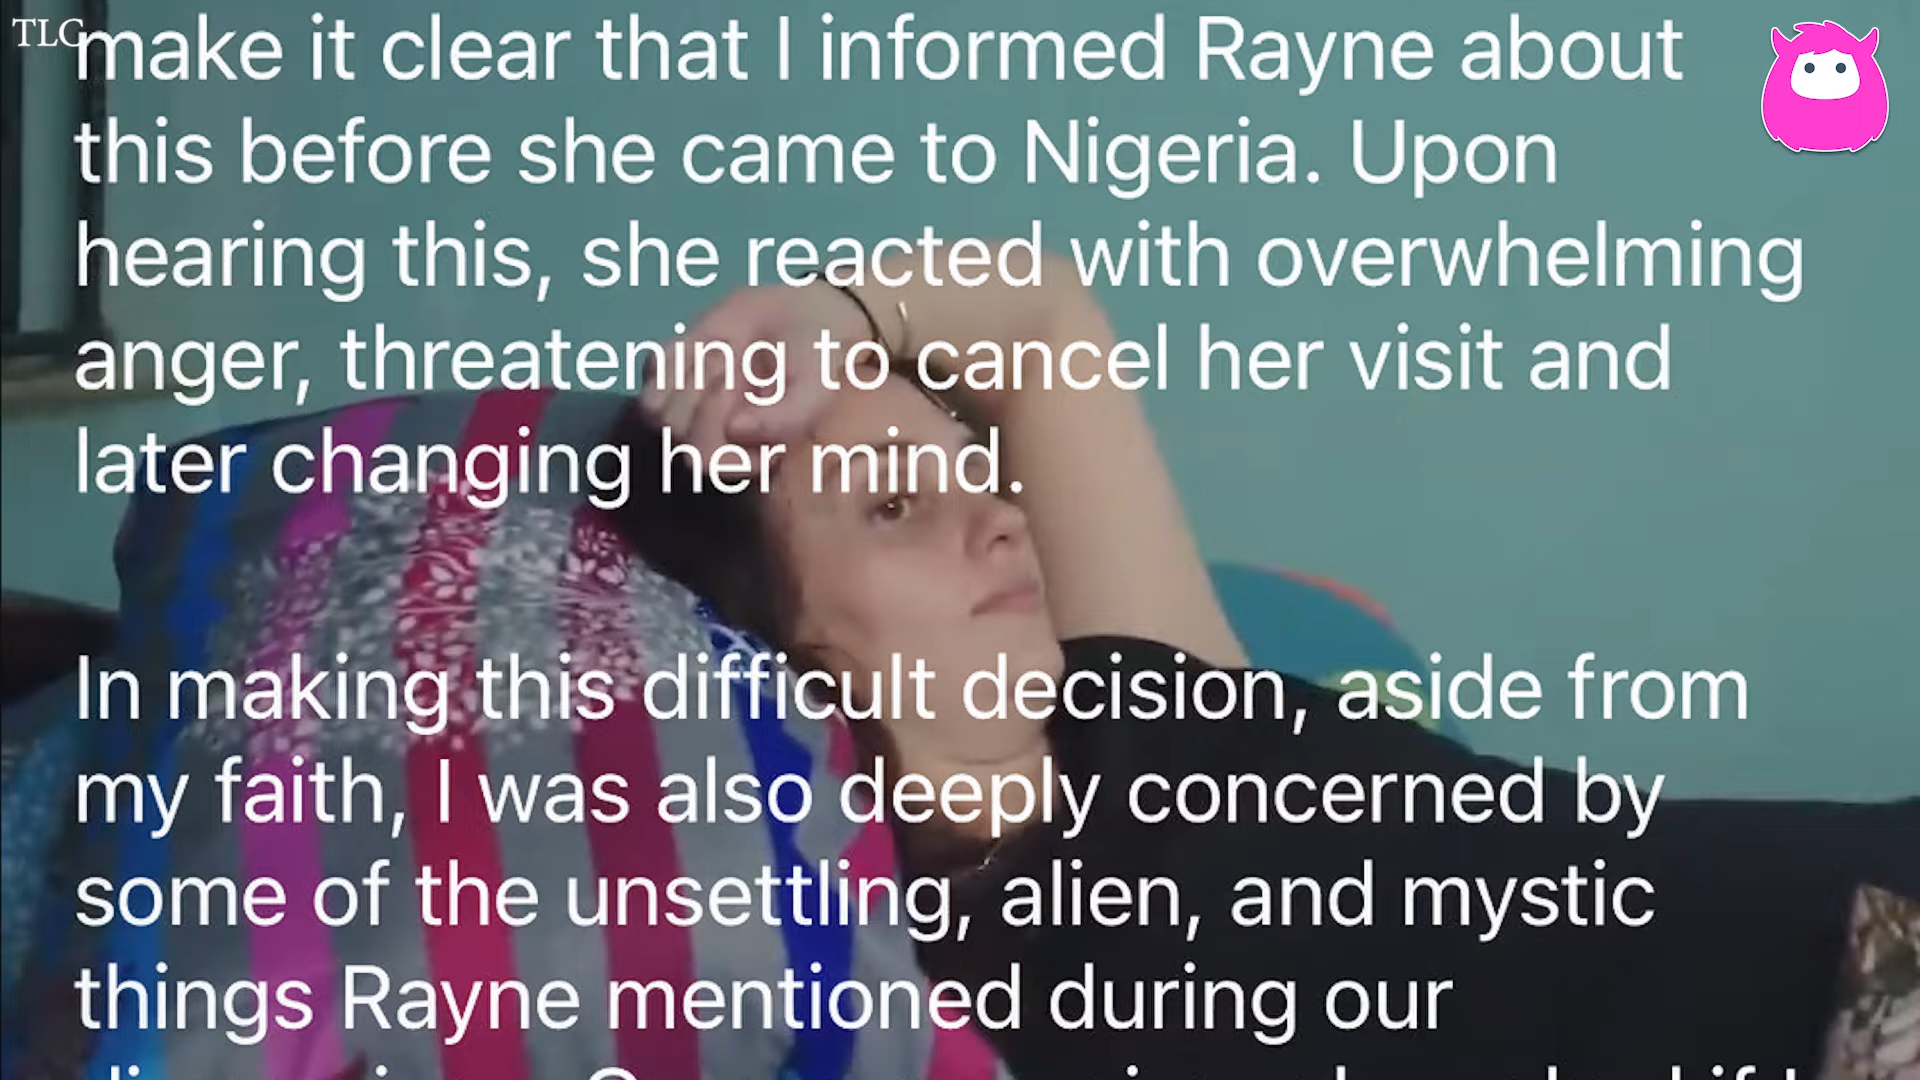 TLC
make it clear that I informed Rayne about
this before she came to Nigeria. Upon
hearing this, she reacted with overwhelming
anger, threatening to cancel her visit and
later changing her mind.
In making this difficult decision, aside from
my faith, I was also deeply concerned by
some of the unsettling, alien, and mystic
things Rayne mentioned during our